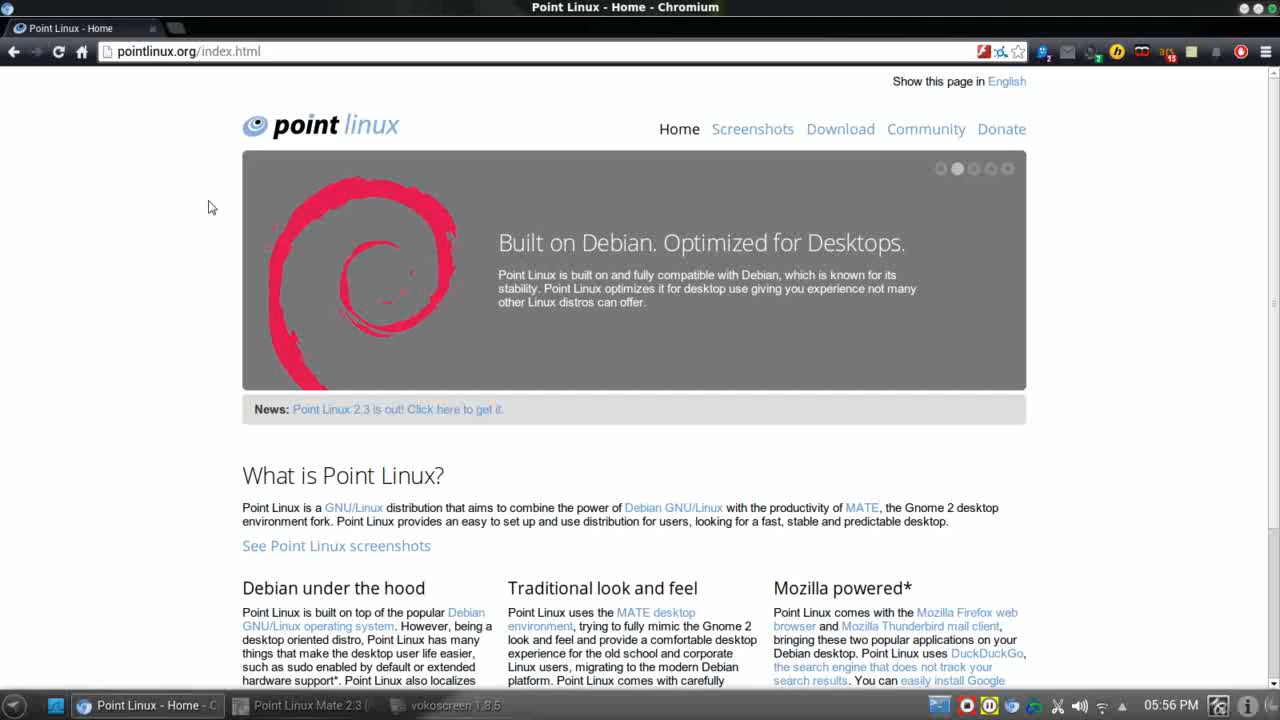 Point Linux - Home - Chromium
Point Linux - Home
pointlinux.org/index.html
2
2
h
ars
15
Show this page in English
point linux
Home Screenshots Download Community Donate
Built on Debian. Optimized for Desktops.
Point Linux is built on and fully compatible with Debian, which is known for its
stability. Point Linux optimizes it for desktop use giving you experience not many
other Linux distros can offer.
News: Point Linux 2.3 is out! Click here to get it.
What is Point Linux?
Point Linux is a GNU/Linux distribution that aims to combine the power of Debian GNU/Linux with the productivity of MATE, the Gnome 2 desktop
environment fork. Point Linux provides an easy to set up and use distribution for users, looking for a fast, stable and predictable desktop.
See Point Linux screenshots
Debian under the hood
Point Linux is built on top of the popular Debian
GNU/Linux operating system. However, being a
desktop oriented distro, Point Linux has many
things that make the desktop user life easier,
such as sudo enabled by default or extended
hardware support*. Point Linux also localizes
Traditional look and feel
Point Linux uses the MATE desktop
environment, trying to fully mimic the Gnome 2
look and feel and provide a comfortable desktop
experience for the old school and corporate
Linux users, migrating to the modern Debian
platform. Point Linux comes with carefully
Mozilla powered*
Point Linux comes with the Mozilla Firefox web
browser and Mozilla Thunderbird mail client,
bringing these two popular applications on your
Debian desktop. Point Linux uses DuckDuckGo,
the search engine that does not track your
search results. You can easily install Google
Point Linux - Home - C
Point Linux Mate 2.3 (
vokoscreen 1.8.5
05:56 PM